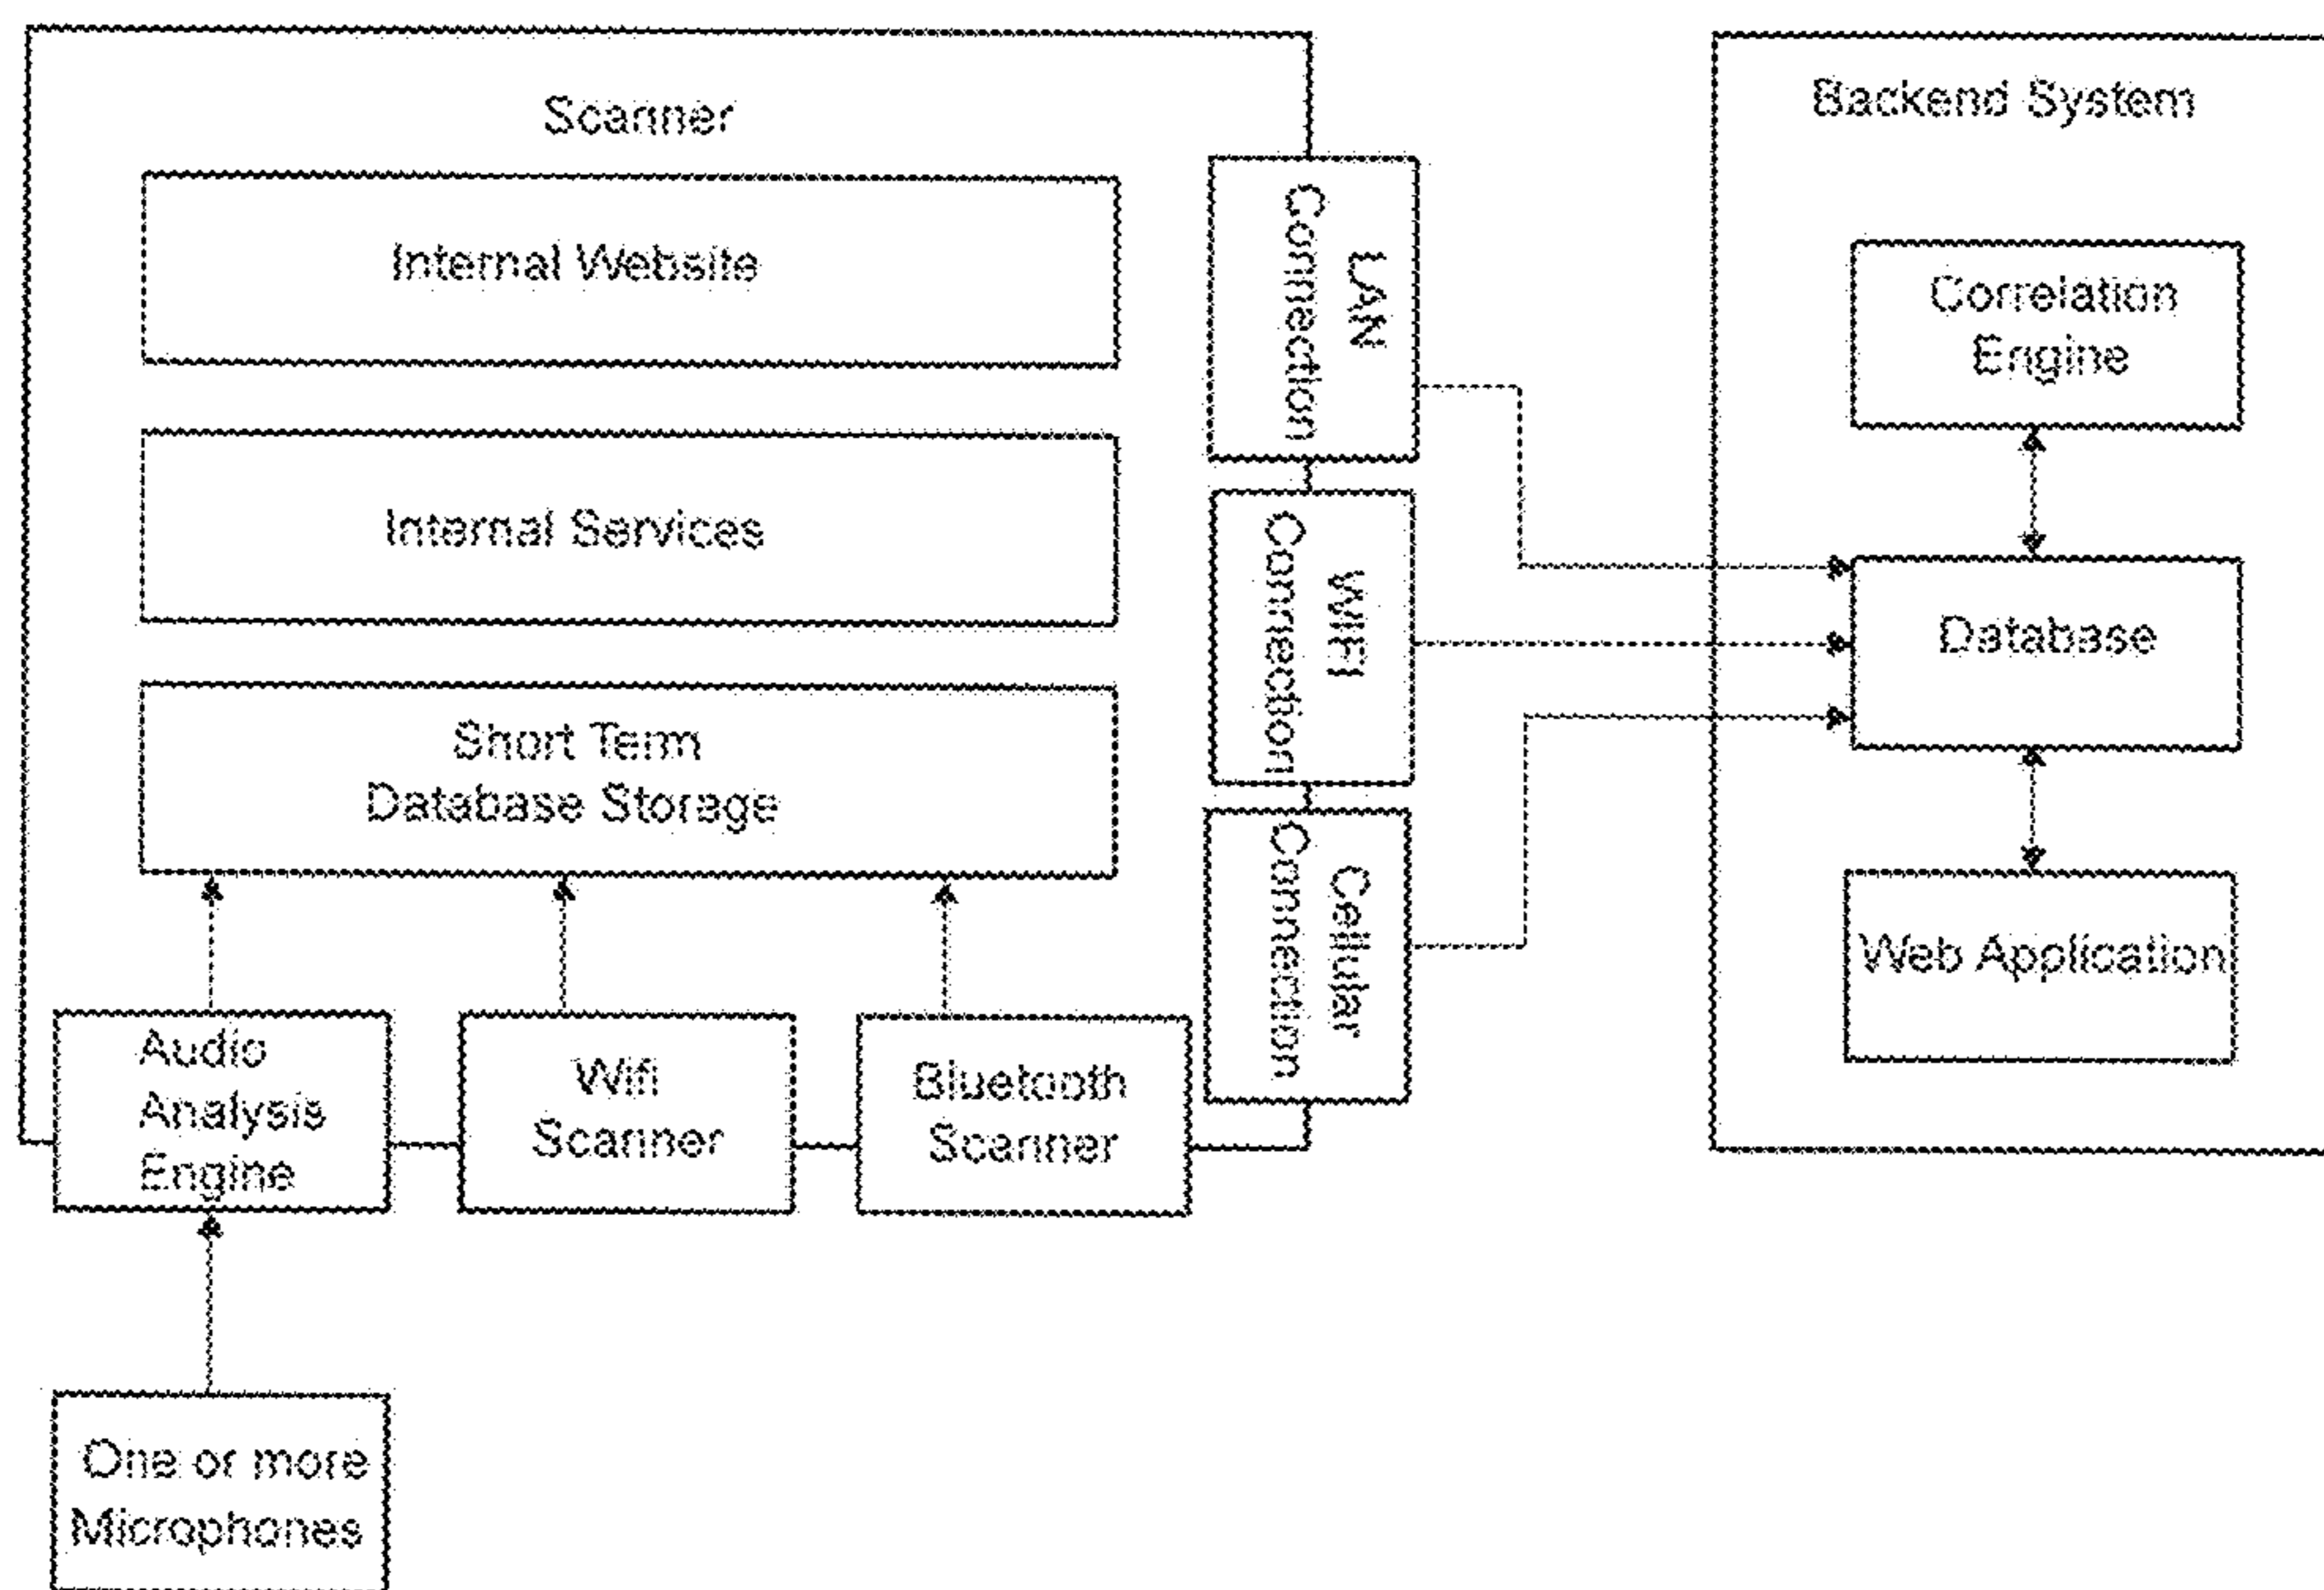 Scanner
Internal Website
Internal Services
Short Term
Database Storage
Audio
Analysis
Engine
Wifi
Scanner
Bluetooth
Scanner
One or more
Microphones
LAN
Connection
WIFI
Connection
Cellular
Connection
Backend System
Correlation
Engine
Database
Web Application